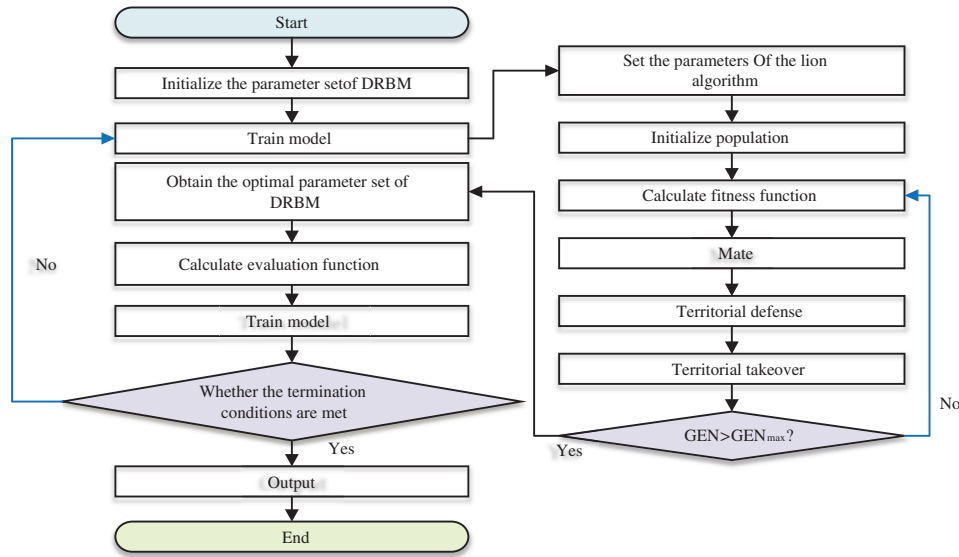 Start
Initialize the parameter setof DRBM
Train model
Obtain the optimal parameter set of
DRBM
Calculate evaluation function
Train model
Whether the termination
conditions are met
No
Yes
Output
End
Set the parameters Of the lion
algorithm
Initialize population
Calculate fitness function
Mate
Territorial defense
Territorial takeover
GEN>GENmax?
No
Yes